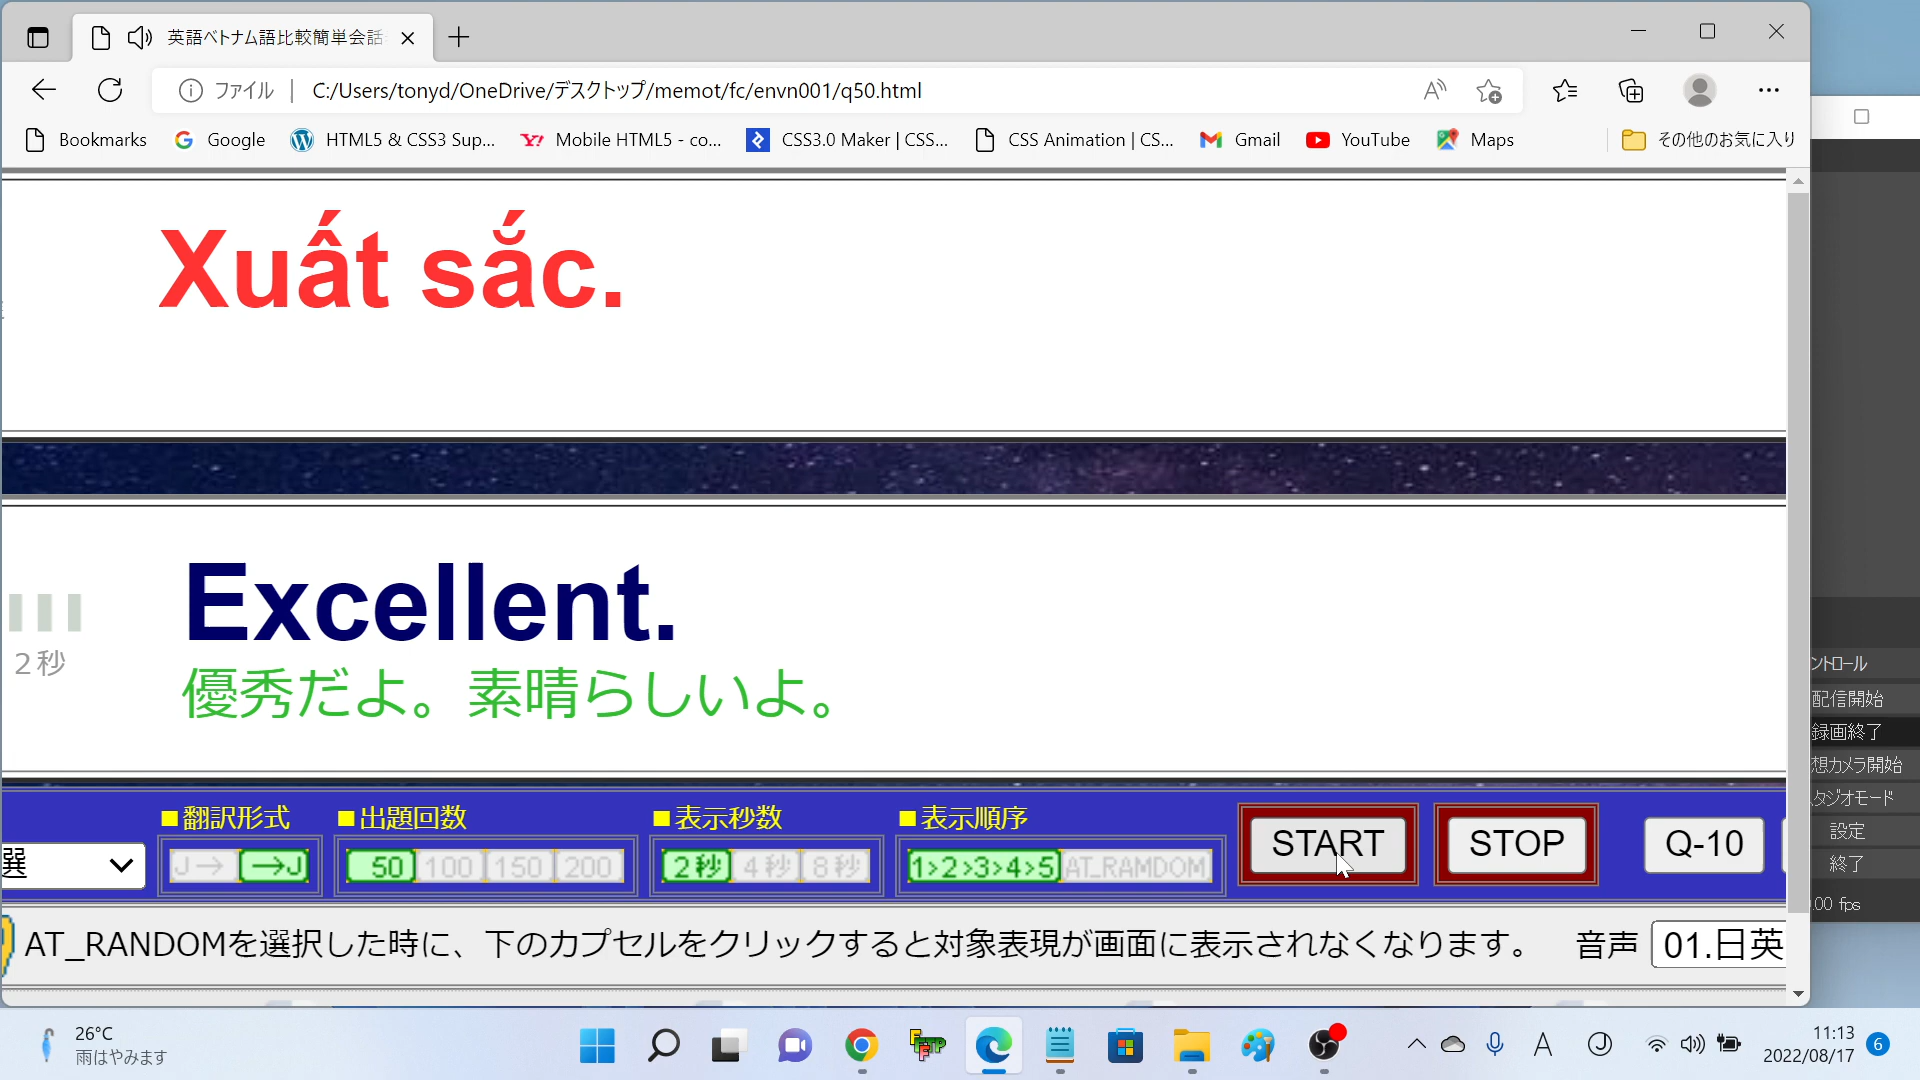 英語ベトナム語比較簡単会話
ファイル
C:/Users/tonyd/OneDrive/デスクトップ/memot/fc/envn001/q50.html
Bookmarks
Google
HTML5 & CSS3 Sup...
Mobile HTML5 - co...
CSS3.0 Maker | CSS...
CSS Animation | CS...
Gmail
YouTube
Maps
その他のお気に入り
Xuất sắc.
Excellent.
2秒
優秀だよ。素晴らしいよ。
■翻訳形式
■出題回数
■表示秒数
■表示順序
選
J→
→J
50
100
150
200
2秒
4秒
8秒
1>2>3>4>5
AT_RAMDOM
START
STOP
Q-10
AT_RANDOMを選択した時に、下のカプセルをクリックすると対象表現が画面に表示されなくなります。
音声
01.日英
ントロール
配信開始
録画終了
想カメラ開始
タジオモード
設定
終了
.00 fps
26°C
雨はやみます
FFFTP
A
J
11:13
2022/08/17
6